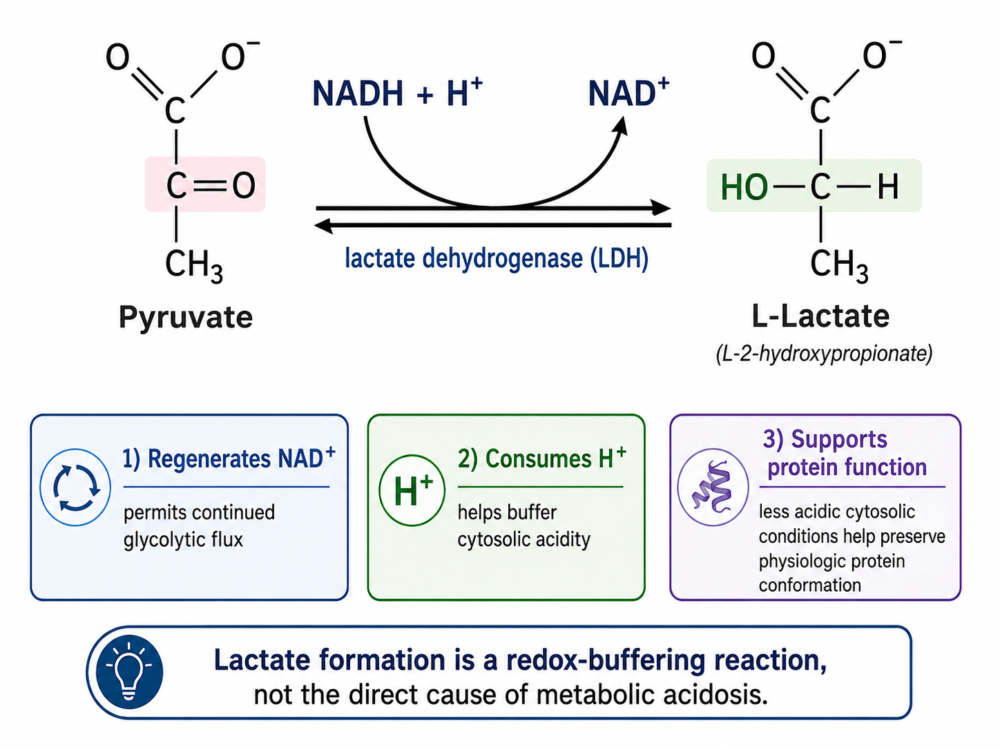 O O⁻
C
C=O
CH₃
Pyruvate
NADH + H⁺ NAD⁺
lactate dehydrogenase (LDH)
O O⁻
C
HO—C—H
CH₃
L-Lactate
(L-2-hydroxypropionate)
1) Regenerates NAD⁺
permits continued
glycolytic flux
H⁺
2) Consumes H⁺
helps buffer
cytosolic acidity
3) Supports
protein function
less acidic cytosolic
conditions help preserve
physiologic protein
conformation
Lactate formation is a redox-buffering reaction,
not the direct cause of metabolic acidosis.